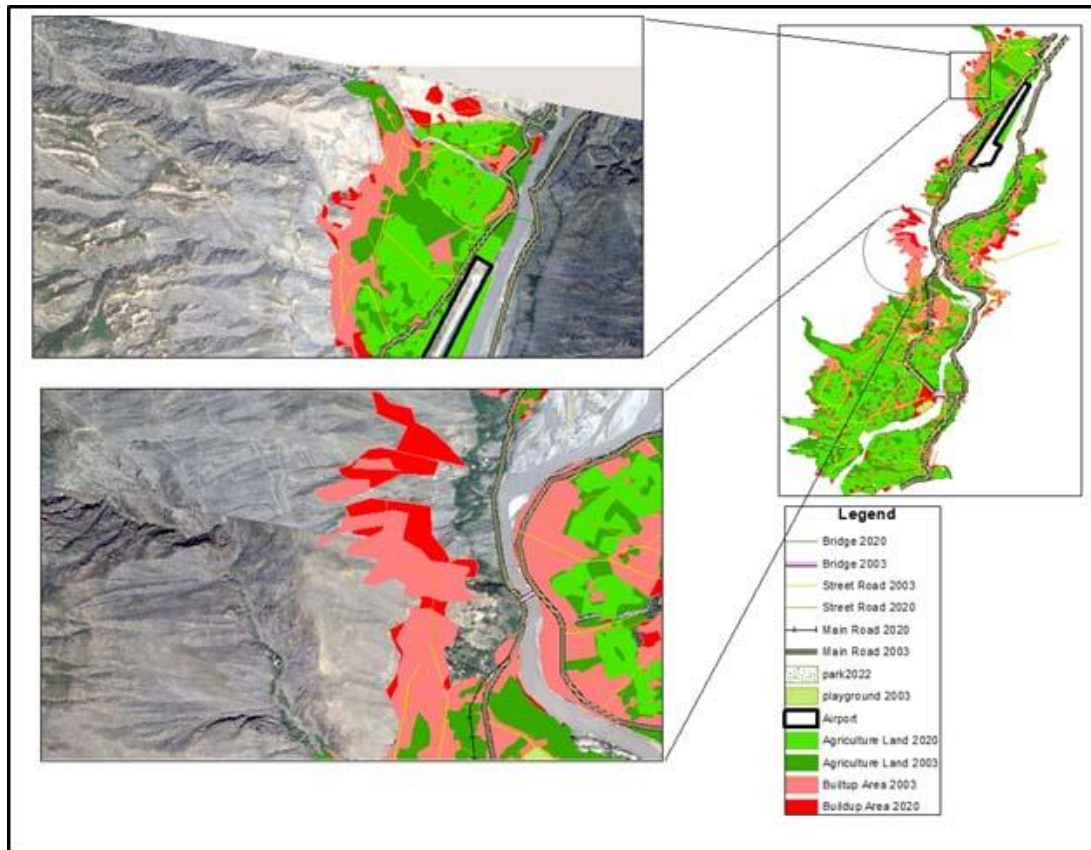 Legend
Bridge 2020
Bridge 2003
Street Road 2003
Street Road 2020
Main Road 2020
Main Road 2003
park2022
playground 2003
Airport
Agriculture Land 2020
Agriculture Land 2003
Builtup Area 2003
Buildup Area 2020